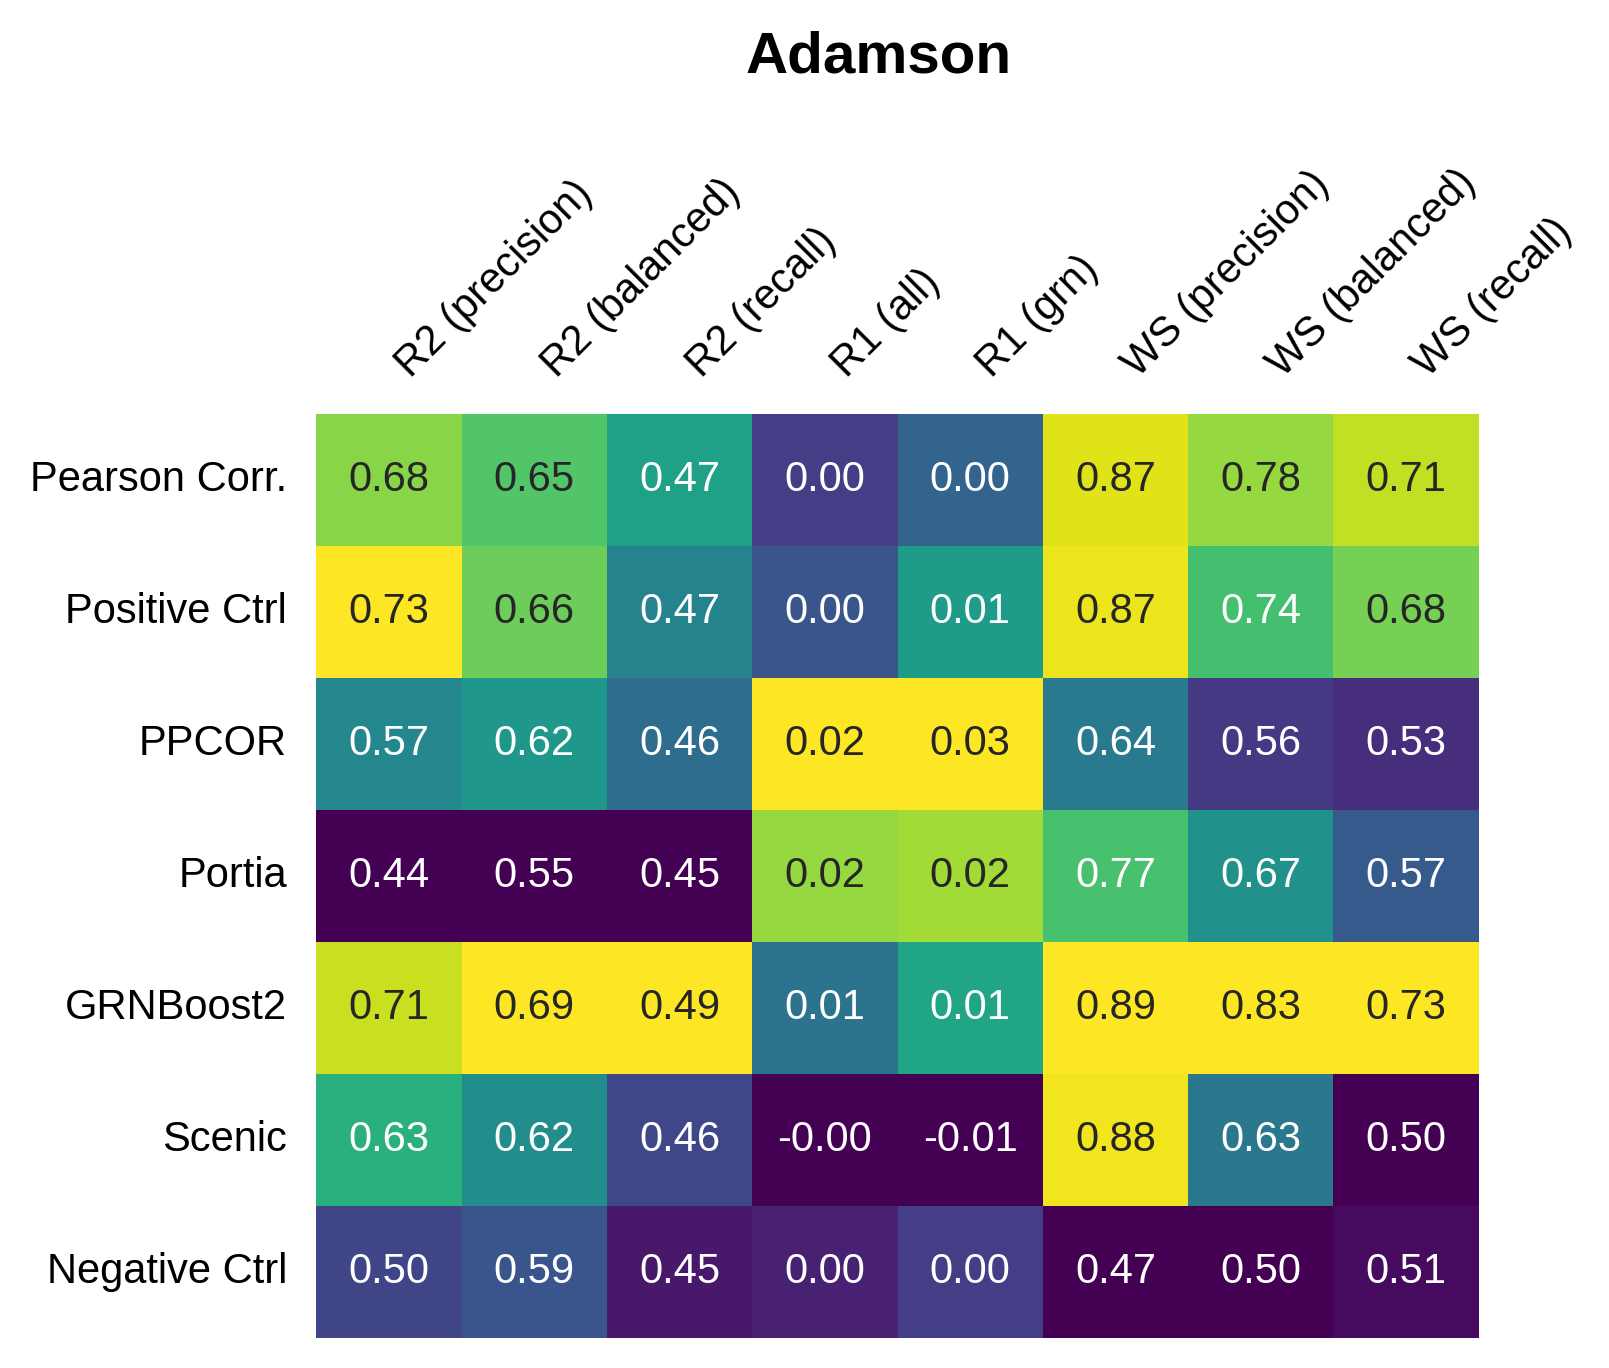 Adamson
R2 (precision)
R2 (balanced)
R2 (recall)
R1 (all)
R1 (grn)
WS (precision)
WS (balanced)
WS (recall)
Pearson Corr. 0.68 0.65 0.47 0.00 0.00 0.87 0.78 0.71
Positive Ctrl 0.73 0.66 0.47 0.00 0.01 0.87 0.74 0.68
PPCOR 0.57 0.62 0.46 0.02 0.03 0.64 0.56 0.53
Portia 0.44 0.55 0.45 0.02 0.02 0.77 0.67 0.57
GRNBoost2 0.71 0.69 0.49 0.01 0.01 0.89 0.83 0.73
Scenic 0.63 0.62 0.46 -0.00 -0.01 0.88 0.63 0.50
Negative Ctrl 0.50 0.59 0.45 0.00 0.00 0.47 0.50 0.51